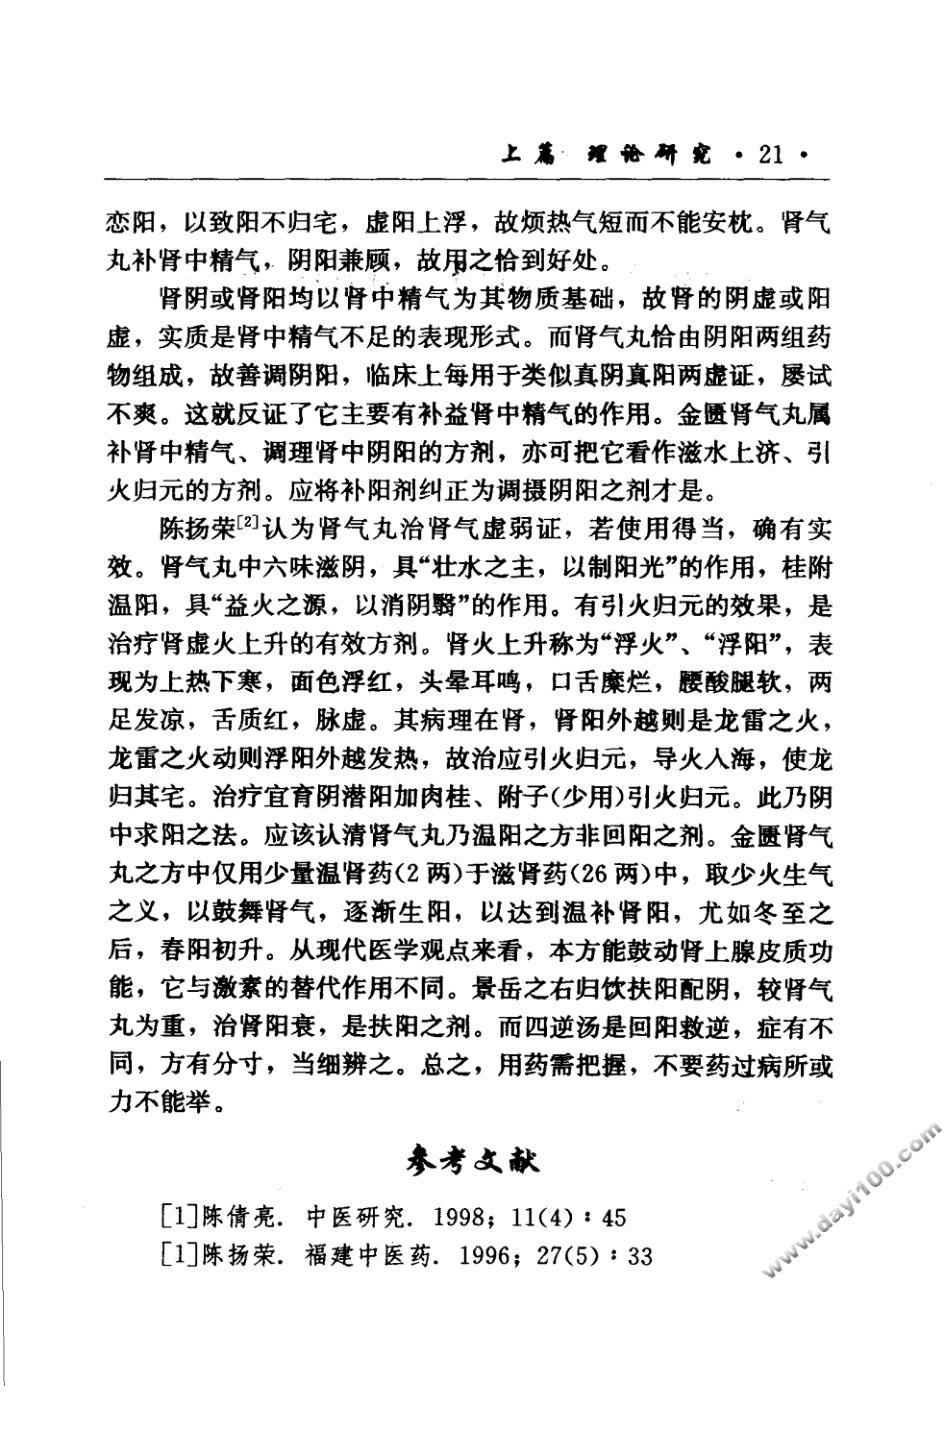 上篇 理论研究 · 21 ·
恋阳，以致阳不归宅，虚阳上浮，故烦热气短而不能安枕。肾气
丸补肾中精气，阴阳兼顾，故用之恰到好处。
肾阴或肾阳均以肾中精气为其物质基础，故肾的阴虚或阳
虚，实质是肾中精气不足的表现形式。而肾气丸恰由阴阳两组药
物组成，故善调阴阳，临床上每用于类似真阴真阳两虚证，屡试
不爽。这就反证了它主要有补益肾中精气的作用。金匮肾气丸属
补肾中精气、调理肾中阴阳的方剂，亦可把它看作滋水上济、引
火归元的方剂。应将补阳剂纠正为调摄阴阳之剂才是。
陈扬荣[2]认为肾气丸治肾气虚弱证，若使用得当，确有实
效。肾气丸中六味滋阴，具“壮水之主，以制阳光”的作用，桂附
温阳，具“益火之源，以消阴翳”的作用。有引火归元的效果，是
治疗肾虚火上升的有效方剂。肾火上升称为“浮火”、“浮阳”，表
现为上热下寒，面色浮红，头晕耳鸣，口舌糜烂，腰酸腿软，两
足发凉，舌质红，脉虚。其病理在肾，肾阳外越则是龙雷之火，
龙雷之火动则浮阳外越发热，故治应引火归元，导火入海，使龙
归其宅。治疗宜育阴潜阳加肉桂、附子(少用)引火归元。此乃阴
中求阳之法。应该认清肾气丸乃温阳之方非回阳之剂。金匮肾气
丸之方中仅用少量温肾药(2两)于滋肾药(26两)中，取少火生气
之义，以鼓舞肾气，逐渐生阳，以达到温补肾阳，尤如冬至之
后，春阳初升。从现代医学观点来看，本方能鼓动肾上腺皮质功
能，它与激素的替代作用不同。景岳之右归饮扶阳配阴，较肾气
丸为重，治肾阳衰，是扶阳之剂。而四逆汤是回阳救逆，症有不
同，方有分寸，当细辨之。总之，用药需把握，不要药过病所或
力不能举。
参考文献
[1]陈倩亮. 中医研究. 1998；11(4)：45
[1]陈扬荣. 福建中医药. 1996；27(5)：33
www.dayi100.com